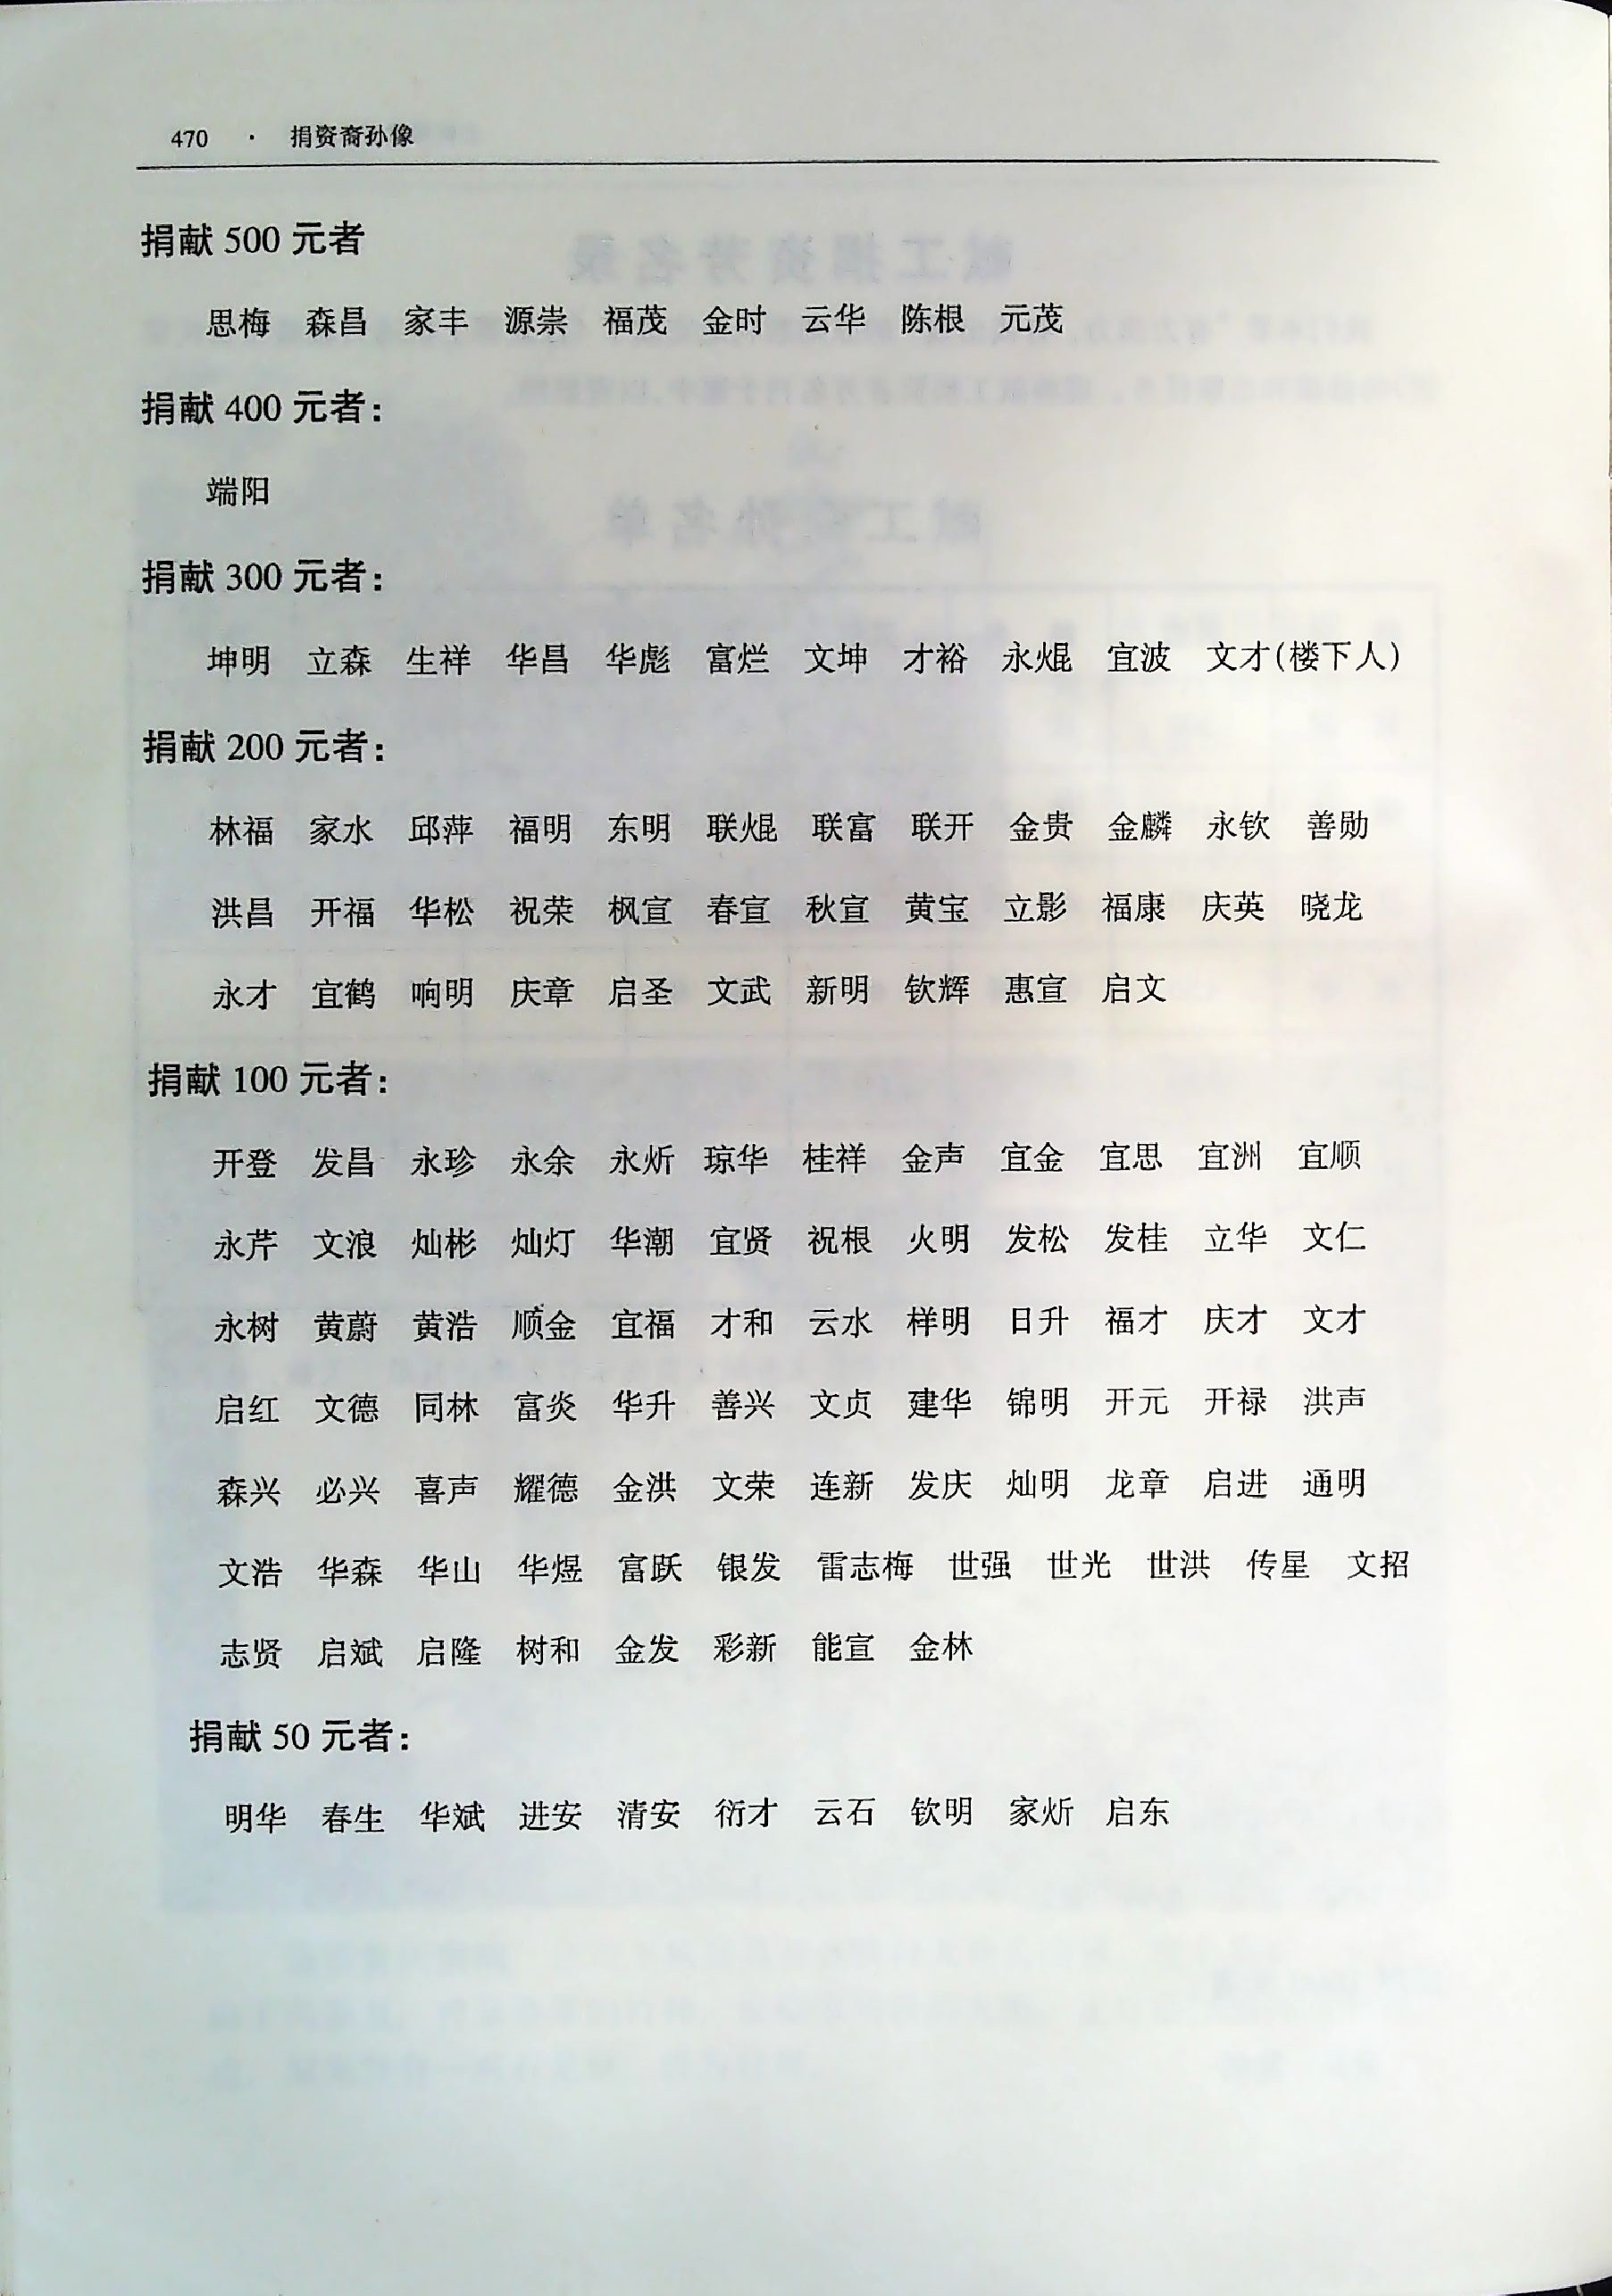 470 · 捐资裔孙像
捐献 500 元者
思梅 森昌 家丰 源崇 福茂 金时 云华 陈根 元茂
捐献 400 元者:
端阳
捐献 300 元者:
坤明 立森 生祥 华昌 华彪 富烂 文坤 才裕 永焜 宜波 文才(楼下人)
捐献 200 元者:
林福 家水 邱萍 福明 东明 联焜 联富 联开 金贵 金麟 永钦 善勋
洪昌 开福 华松 祝荣 枫宣 春宣 秋宣 黄宝 立影 福康 庆英 晓龙
永才 宜鹤 响明 庆章 启圣 文武 新明 钦辉 惠宣 启文
捐献 100 元者:
开登 发昌 永珍 永余 永炘 琼华 桂祥 金声 宜金 宜思 宜洲 宜顺
永芹 文浪 灿彬 灿灯 华潮 宜贤 祝根 火明 发松 发桂 立华 文仁
永树 黄蔚 黄浩 顺金 宜福 才和 云水 样明 日升 福才 庆才 文才
启红 文德 同林 富炎 华升 善兴 文贞 建华 锦明 开元 开禄 洪声
森兴 必兴 喜声 耀德 金洪 文荣 连新 发庆 灿明 龙章 启进 通明
文浩 华森 华山 华煜 富跃 银发 雷志梅 世强 世光 世洪 传星 文招
志贤 启斌 启隆 树和 金发 彩新 能宣 金林
捐献 50 元者:
明华 春生 华斌 进安 清安 衍才 云石 钦明 家炘 启东